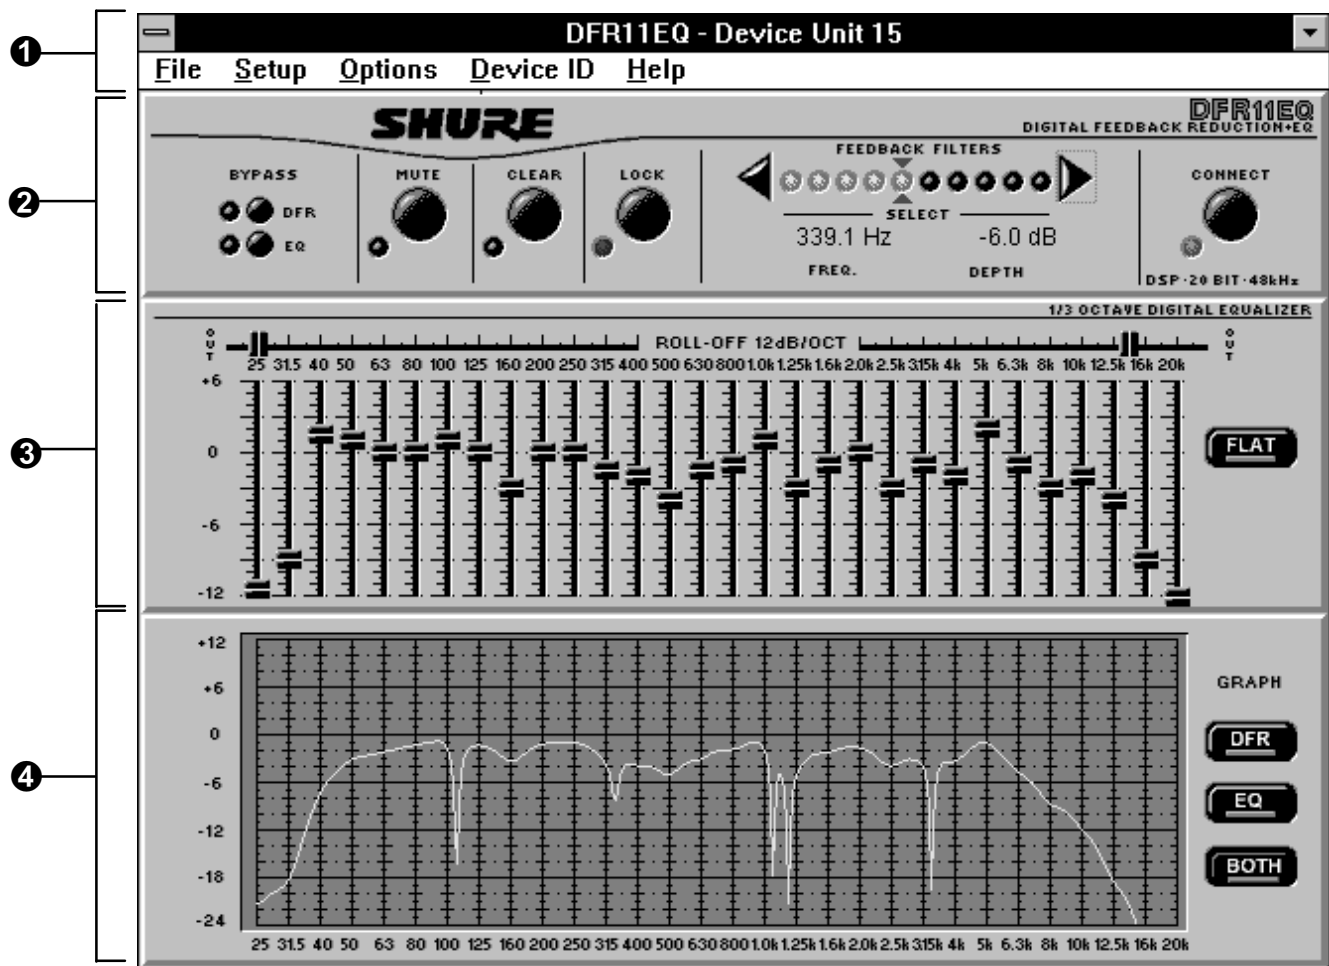 1
DFR11EQ - Device Unit 15
File Setup Options Device ID Help
2
SHURE
DFR11EQ
DIGITAL FEEDBACK REDUCTION+EQ
BYPASS
DFR
EQ
MUTE
CLEAR
LOCK
FEEDBACK FILTERS
SELECT
339.1 Hz -6.0 dB
FREQ. DEPTH
CONNECT
DSP·20 BIT·48kHz
3
1/3 OCTAVE DIGITAL EQUALIZER
OUT
ROLL-OFF 12dB/OCT
OUT
25 31.5 40 50 63 80 100 125 160 200 250 315 400 500 630 800 1.0k 1.25k 1.6k 2.0k 2.5k 3.15k 4k 5k 6.3k 8k 10k 12.5k 16k 20k
+6
0
-6
-12
FLAT
4
+12
+6
0
-6
-12
-18
-24
25 31.5 40 50 63 80 100 125 160 200 250 315 400 500 630 800 1.0k 1.25k 1.6k 2.0k 2.5k 3.15k 4k 5k 6.3k 8k 10k 12.5k 16k 20k
GRAPH
DFR
EQ
BOTH